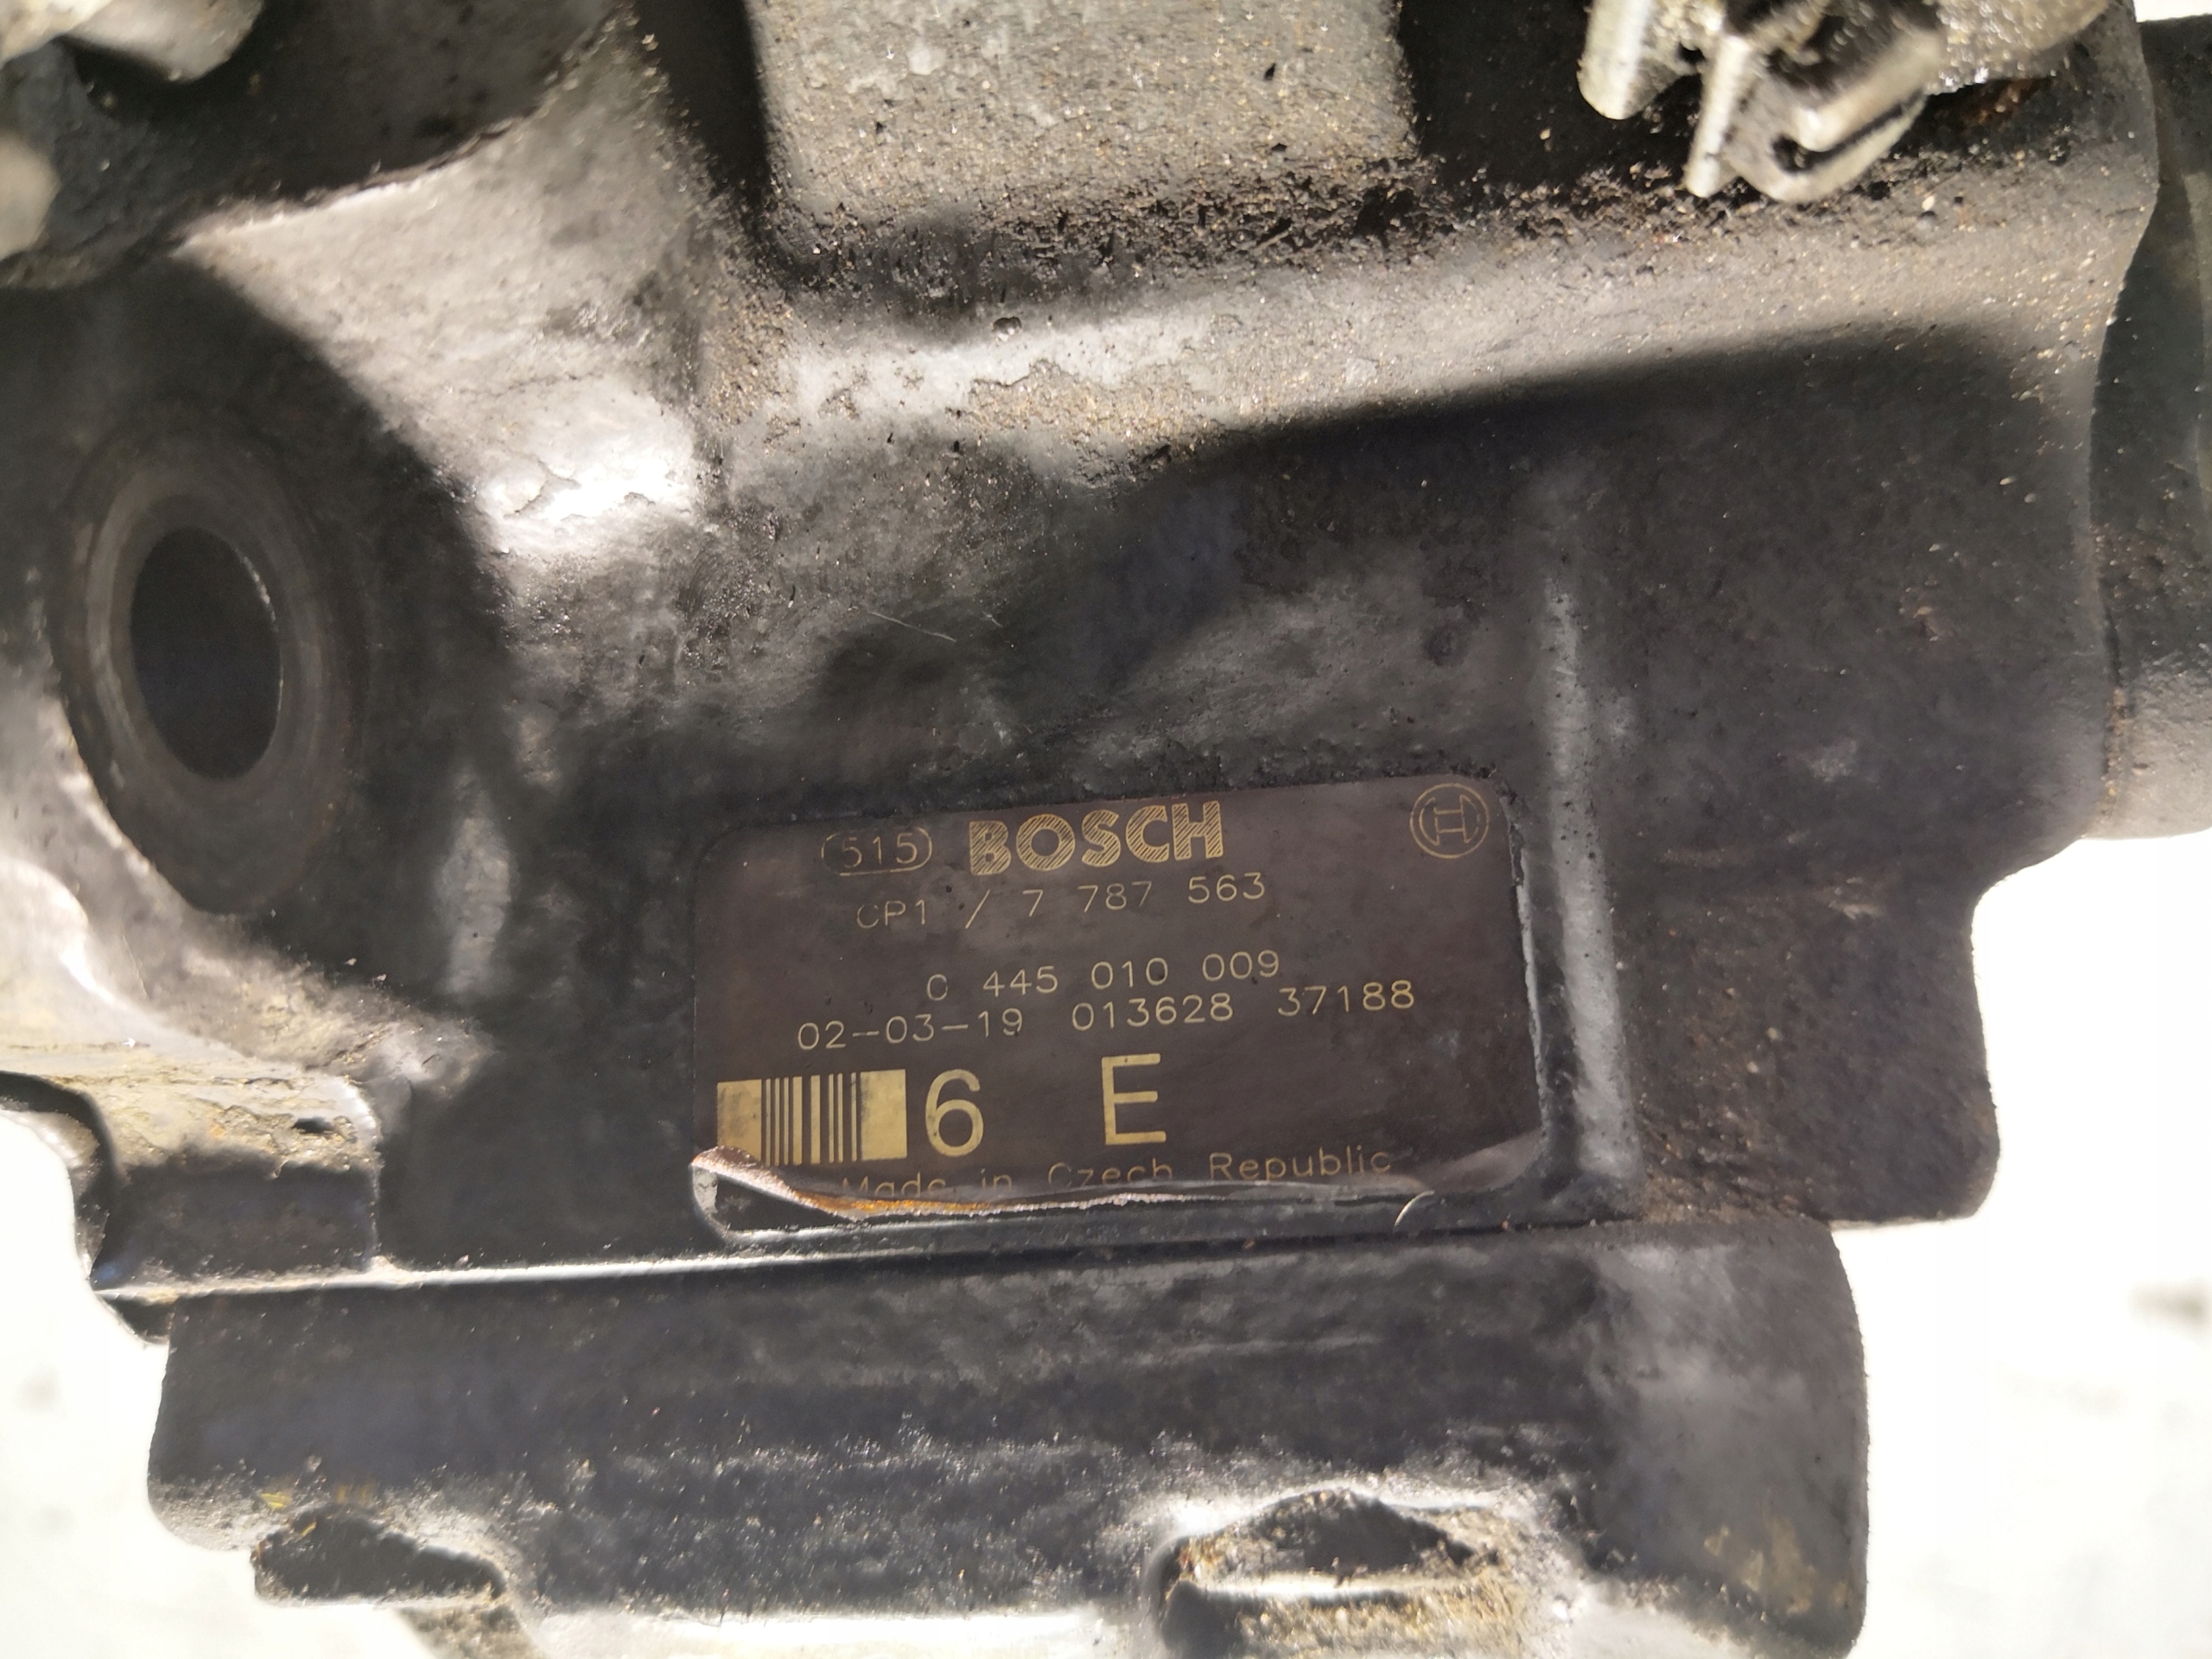 515 BOSCH
CP1 / 7 787 563
0 445 010 009
02-03-19 013628 37188
6 E
Made in Czech Republic